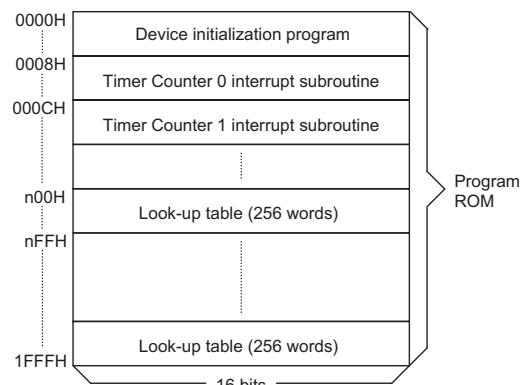 0000H
Device initialization program
0008H
Timer Counter 0 interrupt subroutine
000CH
Timer Counter 1 interrupt subroutine
n00H
Look-up table (256 words)
nFFH
Program
ROM
Look-up table (256 words)
1FFFH
16 bits